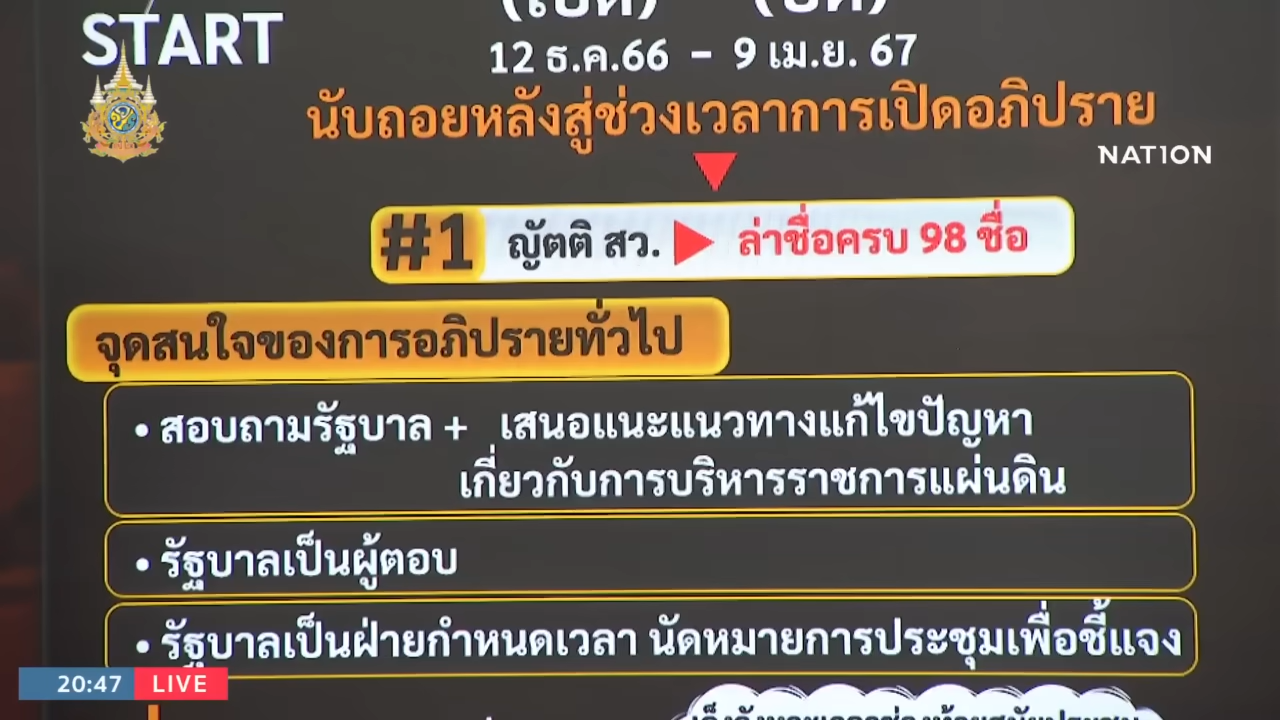 START
(เปิด) (ปิด)
12 ธ.ค.66 – 9 เม.ย. 67
นับถอยหลังสู่ช่วงเวลาการเปิดอภิปราย
NATION
#1 ญัตติ สว. ล่าชื่อครบ 98 ชื่อ
จุดสนใจของการอภิปรายทั่วไป
• สอบถามรัฐบาล + เสนอแนะแนวทางแก้ไขปัญหา
เกี่ยวกับการบริหารราชการแผ่นดิน
• รัฐบาลเป็นผู้ตอบ
• รัฐบาลเป็นฝ่ายกำหนดเวลา นัดหมายการประชุมเพื่อชี้แจง
20:47 LIVE